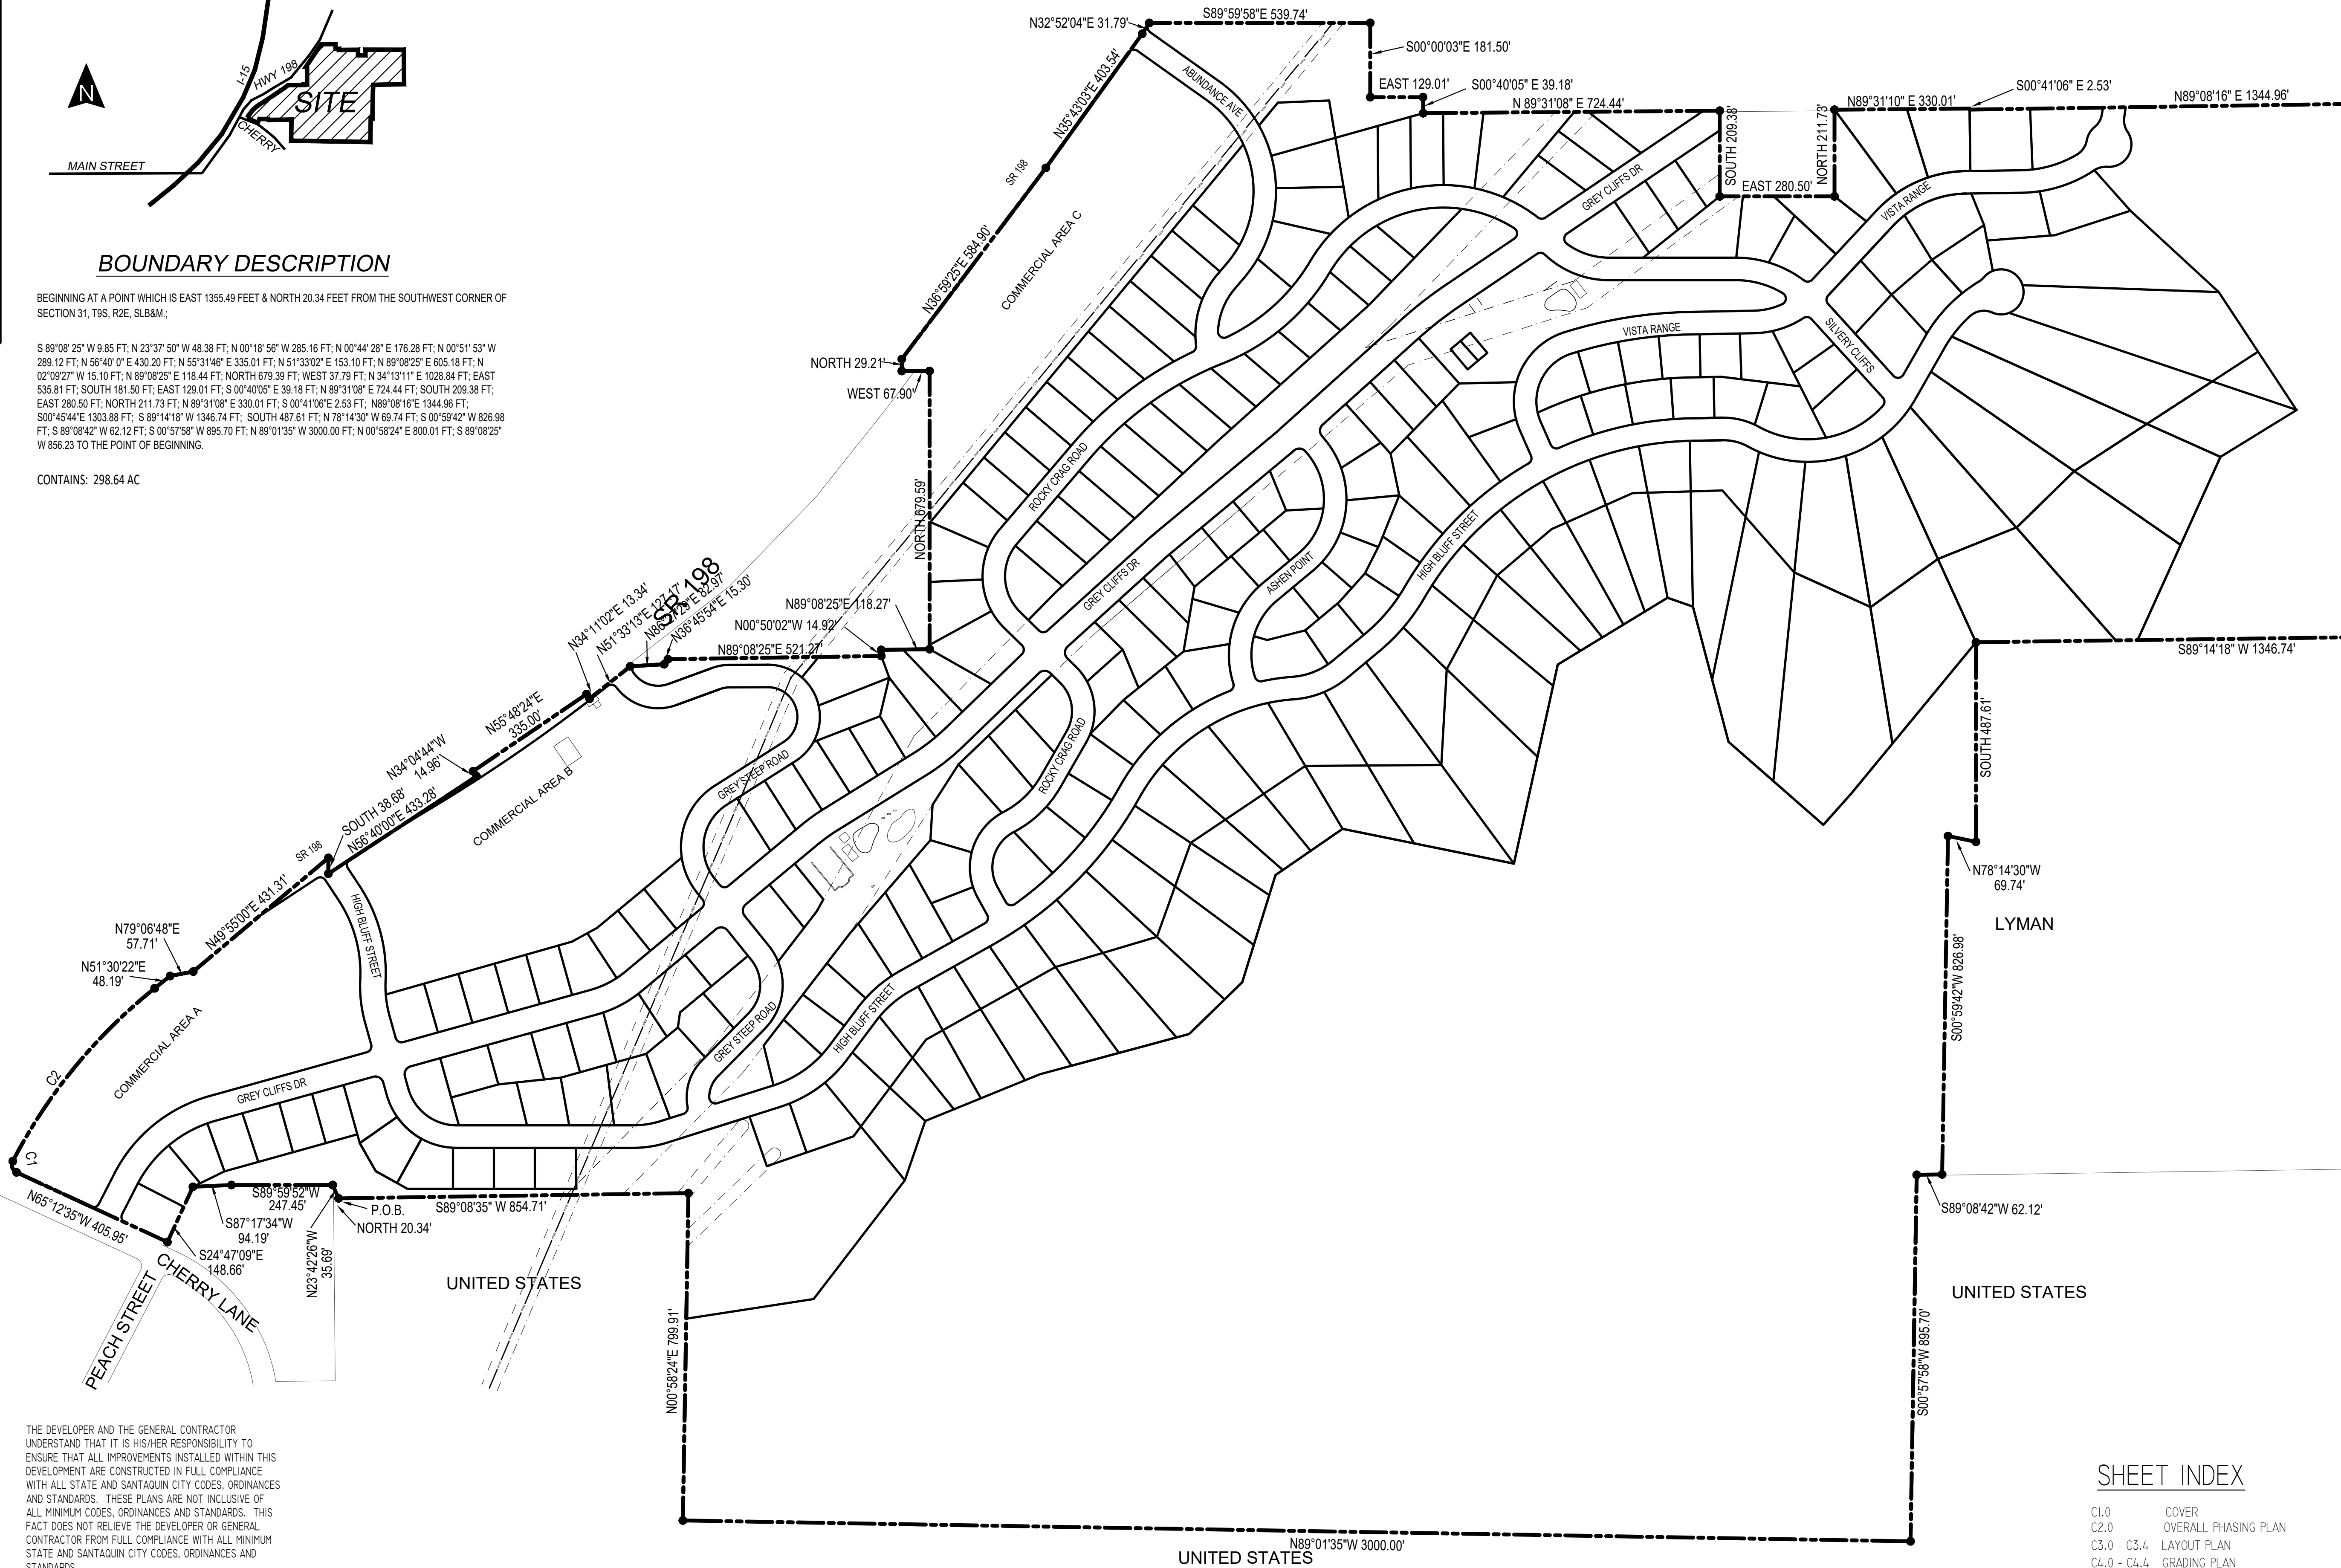 N
I-15
HWY 198
SITE
CHERRY
MAIN STREET
BOUNDARY DESCRIPTION
BEGINNING AT A POINT WHICH IS EAST 1355.49 FEET & NORTH 20.34 FEET FROM THE SOUTHWEST CORNER OF
SECTION 31, T9S, R2E, SLB&M.;
S 89°08' 25" W 9.85 FT; N 23°37' 50" W 48.38 FT; N 00°18' 56" W 285.16 FT; N 00°44' 28" E 176.28 FT; N 00°51' 53" W
289.12 FT; N 56°40' 0" E 430.20 FT; N 55°31'46" E 335.01 FT; N 51°33'02" E 153.10 FT; N 89°08'25" E 605.18 FT; N
02°09'27" W 15.10 FT; N 89°08'25" E 118.44 FT; NORTH 679.39 FT; WEST 37.79 FT; N 34°13'11" E 1028.84 FT; EAST
535.81 FT; SOUTH 181.50 FT; EAST 129.01 FT; S 00°40'05" E 39.18 FT; N 89°31'08" E 724.44 FT; SOUTH 209.38 FT;
EAST 280.50 FT; NORTH 211.73 FT; N 89°31'08" E 330.01 FT; S 00°41'06"E 2.53 FT; N89°08'16"E 1344.96 FT;
S00°45'44"E 1303.88 FT; S 89°14'18" W 1346.74 FT; SOUTH 487.61 FT; N 78°14'30" W 69.74 FT; S 00°59'42" W 826.98
FT; S 89°08'42" W 62.12 FT; S 00°57'58" W 895.70 FT; N 89°01'35" W 3000.00 FT; N 00°58'24" E 800.01 FT; S 89°08'25"
W 856.23 TO THE POINT OF BEGINNING.
CONTAINS: 298.64 AC
N32°52'04"E 31.79'
S89°59'58"E 539.74'
S00°00'03"E 181.50'
EAST 129.01'
S00°40'05" E 39.18'
N 89°31'08" E 724.44'
SOUTH 209.38'
EAST 280.50'
NORTH 211.73'
N89°31'10" E 330.01'
S00°41'06" E 2.53'
N89°08'16" E 1344.96'
N35°43'03"E 403.54'
SR 198
N36°59'25"E 584.90'
COMMERCIAL AREA C
ABUNDANCE AVE
GREY CLIFFS DR
VISTA RANGE
VISTA RANGE
SILVERY CLIFFS
NORTH 29.21'
WEST 67.90'
NORTH 679.59'
ROCKY CRAG ROAD
GREY CLIFFS DR
ASHEN POINT
HIGH BLUFF STREET
SR 198
N34°11'02"E 13.34'
N51°33'13"E 127.17'
N36°45'54"E 15.30'
N89°08'25"E 118.27'
N00°50'02"W 14.92'
N89°08'25"E 521.27'
N55°48'24"E
335.00'
N34°04'44"W
14.96'
SOUTH 38.68'
N56°40'00"E 433.28'
COMMERCIAL AREA B
GREY STEEP ROAD
ROCKY CRAG ROAD
S89°14'18" W 1346.74'
SOUTH 487.61'
N78°14'30"W
69.74'
LYMAN
S00°59'42"W 826.98'
SR 198
N49°55'00"E 431.31'
N79°06'48"E
57.71'
N51°30'22"E
48.19'
HIGH BLUFF STREET
COMMERCIAL AREA A
C2
C1
GREY CLIFFS DR
GREY STEEP ROAD
HIGH BLUFF STREET
N65°12'35"W 405.95'
S89°59'52"W
247.45'
S87°17'34"W
94.19'
S24°47'09"E
148.66'
N23°42'26"W
35.69'
P.O.B.
NORTH 20.34'
S89°08'35" W 854.71'
S89°08'42"W 62.12'
CHERRY LANE
PEACH STREET
UNITED STATES
UNITED STATES
N00°58'24"E 799.91'
S00°57'58"W 895.70'
N89°01'35"W 3000.00'
UNITED STATES
THE DEVELOPER AND THE GENERAL CONTRACTOR
UNDERSTAND THAT IT IS HIS/HER RESPONSIBILITY TO
ENSURE THAT ALL IMPROVEMENTS INSTALLED WITHIN THIS
DEVELOPMENT ARE CONSTRUCTED IN FULL COMPLIANCE
WITH ALL STATE AND SANTAQUIN CITY CODES, ORDINANCES
AND STANDARDS. THESE PLANS ARE NOT INCLUSIVE OF
ALL MINIMUM CODES, ORDINANCES AND STANDARDS. THIS
FACT DOES NOT RELIEVE THE DEVELOPER OR GENERAL
CONTRACTOR FROM FULL COMPLIANCE WITH ALL MINIMUM
STATE AND SANTAQUIN CITY CODES, ORDINANCES AND
STANDARDS.
SHEET INDEX
C1.0 COVER
C2.0 OVERALL PHASING PLAN
C3.0 - C3.4 LAYOUT PLAN
C4.0 - C4.4 GRADING PLAN